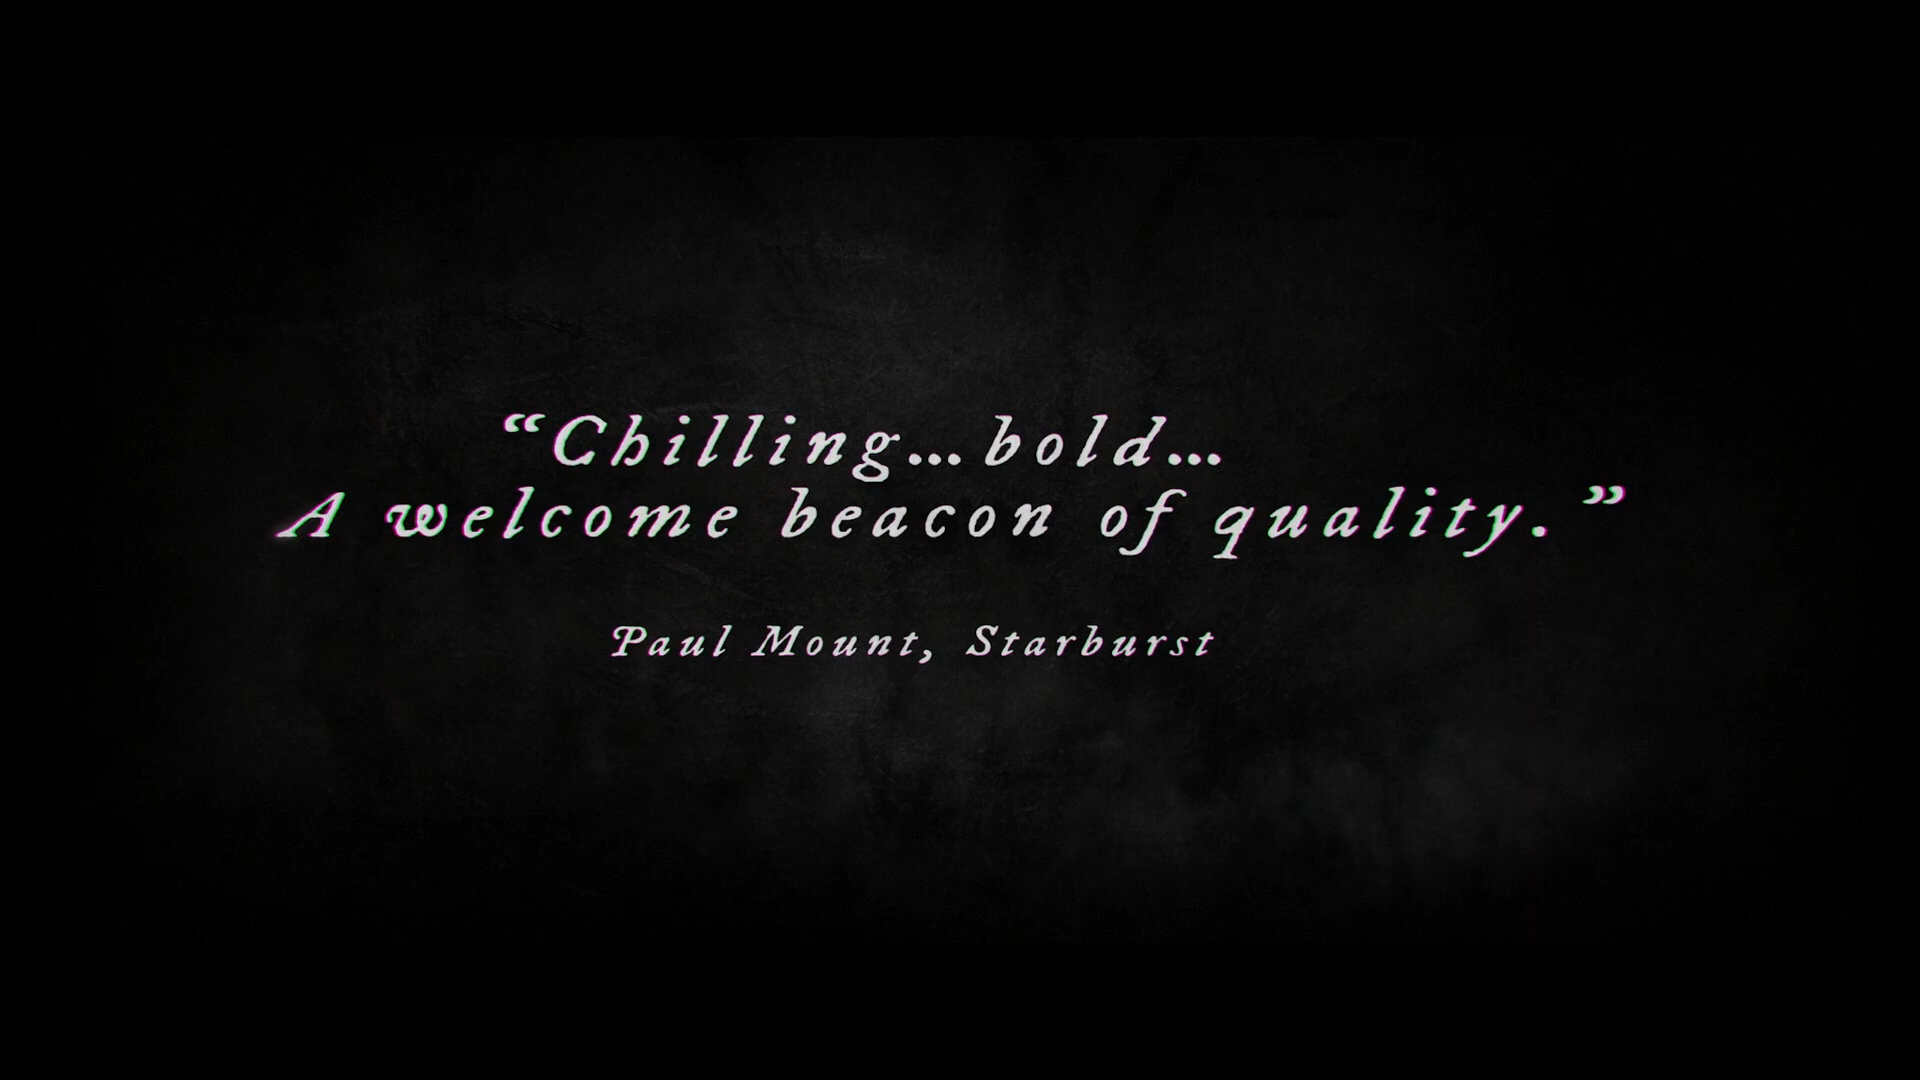 “Chilling...bold...
A welcome beacon of quality. ”
Paul Mount, Starburst